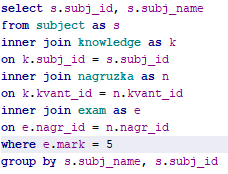 select s.subj_id, s.subj_name
from subject as s
inner join knowledge as k
on k.subj_id = s.subj_id
inner join nagruzka as n
on k.kvant_id = n.kvant_id
inner join exam as e
on e.nagr_id = n.nagr_id
where e.mark = 5
group by s.subj_name, s.subj_id